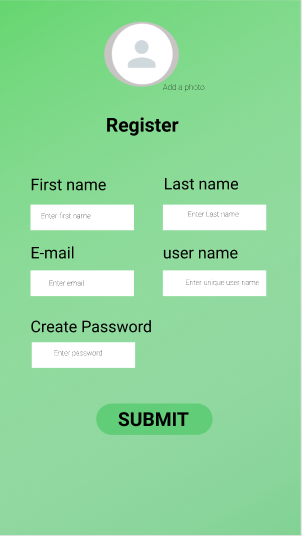 Add a photo
Register
First name
Last name
Enter first name
Enter Last name
E-mail
user name
Enter email
Enter unique user name
Create Password
Enter password
SUBMIT